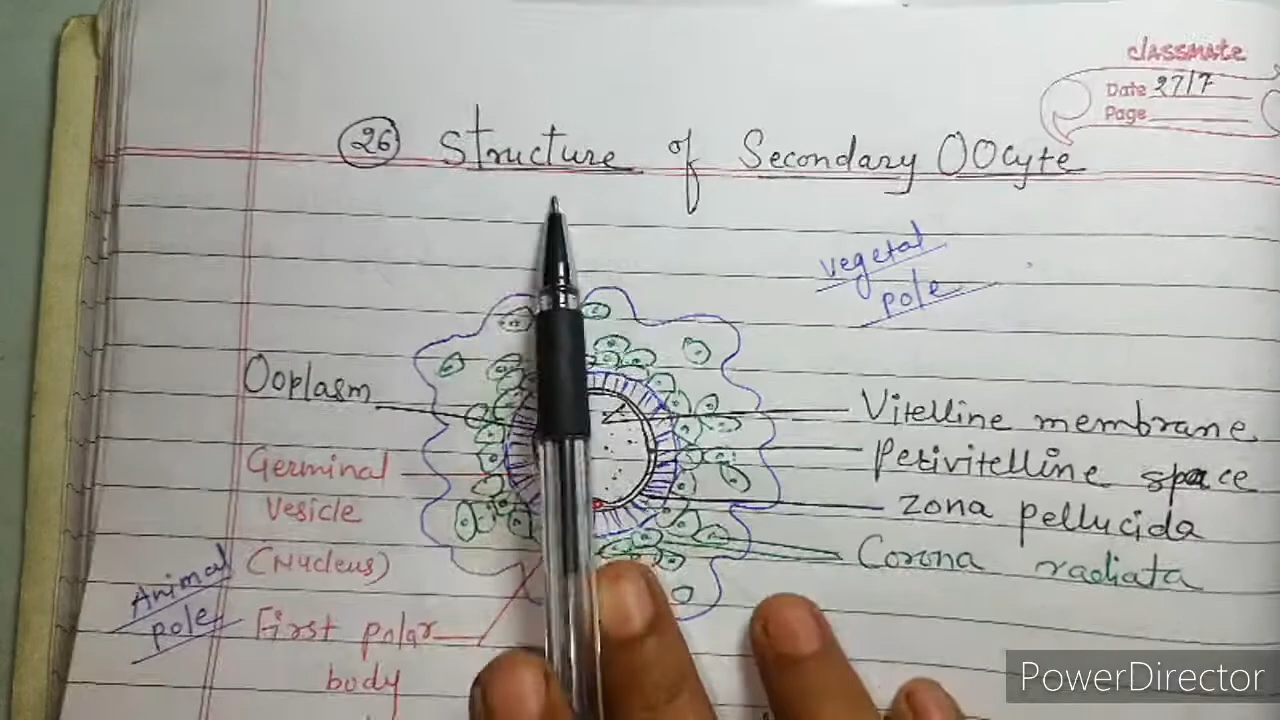 classmate
Date 27/7
Page
26 Structure of Secondary OOcyte
vegetal
pole
Ooplasm
Vitelline membrane
Germinal
Perivitelline space
Vesicle
Zona pellucida
(Nucleus)
Corona radiata
Animal
pole
First polar
body
PowerDirector